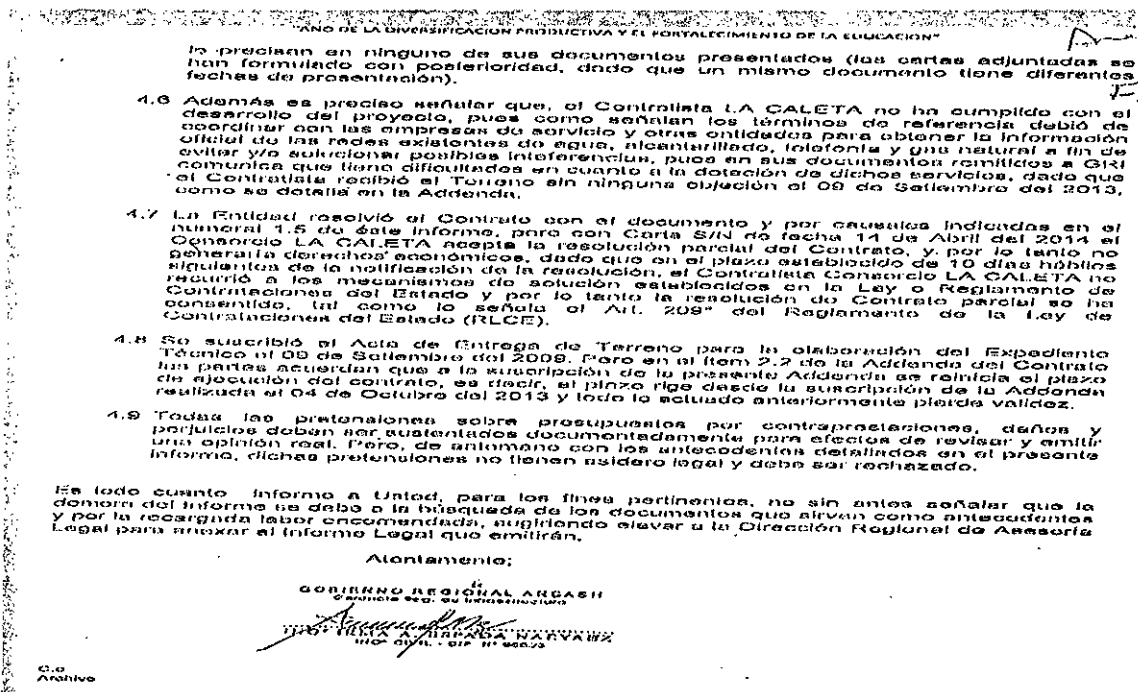 "AÑO DE LA DIVERSIFICACION PRODUCTIVA Y EL FORTALECIMIENTO DE LA EDUCACION"
lo precisan en ninguno de sus documentos presentados (las cartas adjuntadas se
han formulado con posterioridad, dado que un mismo documento tiene diferentes
fechas de presentación).
4.6 Además es preciso señalar que, el Contratista LA CALETA no ha cumplido con el
desarrollo del proyecto, pues como señalan los términos de referencia debió de
coordinar con las empresas de servicio y otras entidades para obtener la información
oficial de las redes existentes de agua, alcantarillado, telefonía y gas natural a fin de
evitar y/o solucionar posibles interferencias, pues en sus documentos remitidos a GRI
comunica que tiene dificultades en cuanto a la dotación de dichos servicios, dado que
el Contratista recibió el Terreno sin ninguna objeción el 09 de Setiembre del 2013,
como se detalla en la Addenda.
4.7 La Entidad resolvió el Contrato con el documento y por causales indicadas en el
numeral 1.5 de éste informe, pero con Carta S/N de fecha 14 de Abril del 2014 el
Consorcio LA CALETA acepta la resolución parcial del Contrato, y por lo tanto no
generaría derechos económicos, dado que en el plazo establecido de 10 días hábiles
siguientes de la notificación de la resolución, el Contratista Consorcio LA CALETA no
recurrió a los mecanismos de solución establecidos en la Ley o Reglamento de
Contrataciones del Estado y por lo tanto la resolución de Contrato parcial se ha
consentido, tal como lo señala el Art. 209° del Reglamento de la Ley de
Contrataciones del Estado (RLCE).
4.8 Se suscribió el Acta de Entrega de Terreno para la elaboración del Expediente
Técnico el 09 de Setiembre del 2009. Pero en el ítem 2.2 de la Addenda del Contrato
las partes acuerdan que a la suscripción de la presente Addenda se reinicia el plazo
de ejecución del contrato, es decir, el plazo rige desde la suscripción de la Addenda
realizada el 04 de Octubre del 2013 y todo lo actuado anteriormente pierde validez.
4.9 Todas las pretensiones sobre presupuestos por contraprestaciones, daños y
perjuicios deben ser sustentados documentadamente para efectos de revisar y emitir
una opinión real. Pero, de antemano con los antecedentes detallados en el presente
informe, dichas pretensiones no tienen asidero legal y debe ser rechazado.
Es todo cuanto informo a Usted, para los fines pertinentes, no sin antes señalar que la
demora del informe se debe a la búsqueda de los documentos que sirven como antecedentes
y por la recargada labor encomendada, sugiriendo elevar a la Dirección Regional de Asesoría
Legal para anexar al Informe Legal que emitirán.
Atentamente;
GOBIERNO REGIONAL ANCASH
Gerencia Reg. de Infraestructura
IRMA A.
ING° CIVIL - CIP N°
C.c
Archivo